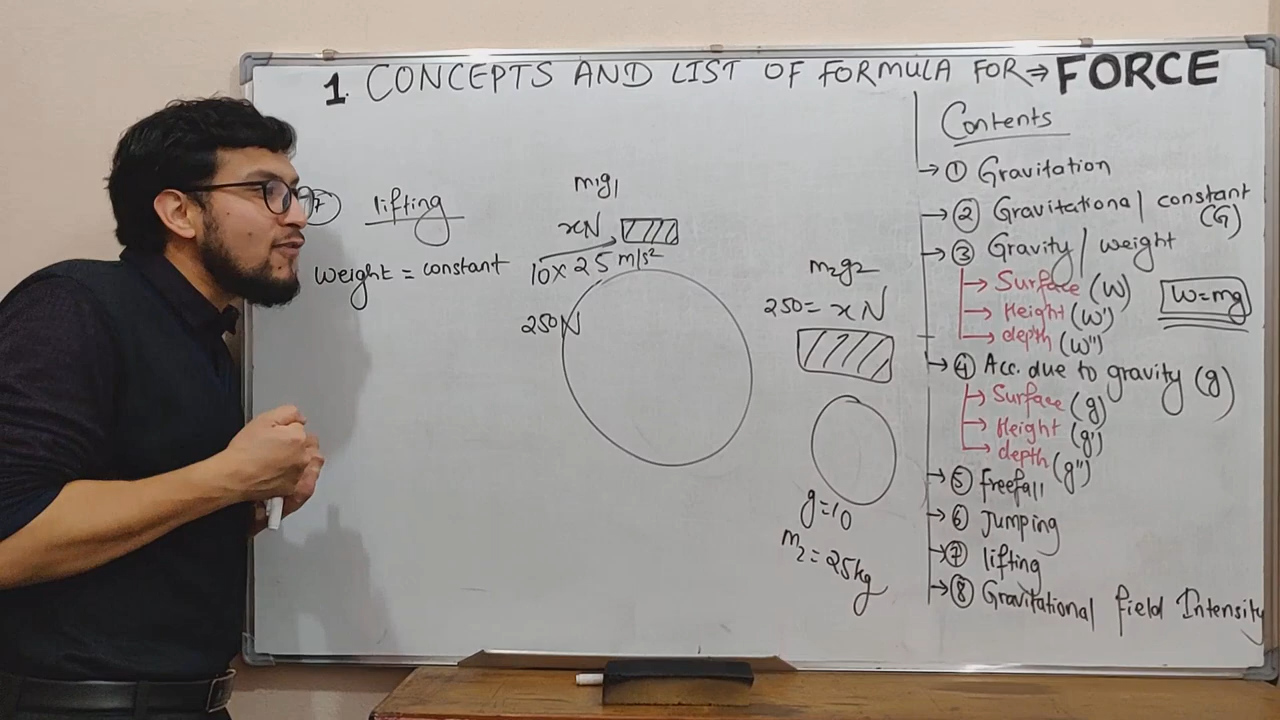 1. CONCEPTS AND LIST OF FORMULA FOR ⇒ FORCE
⑦ lifting
weight = constant
m₁g₁
xN
10 x 25 m/s²
250N
m₂g₂
250 = xN
g=10
m₂ = 25kg
Contents
→ ① Gravitation
→ ② Gravitational constant (G)
→ ③ Gravity / weight
→ Surface (W)
→ Height (W')
→ depth (W'')
W=mg
→ ④ Acc. due to gravity (g)
→ Surface (g)
→ Height (g')
→ depth (g'')
→ ⑤ freefall
→ ⑥ Jumping
→ ⑦ lifting
→ ⑧ Gravitational field Intensity